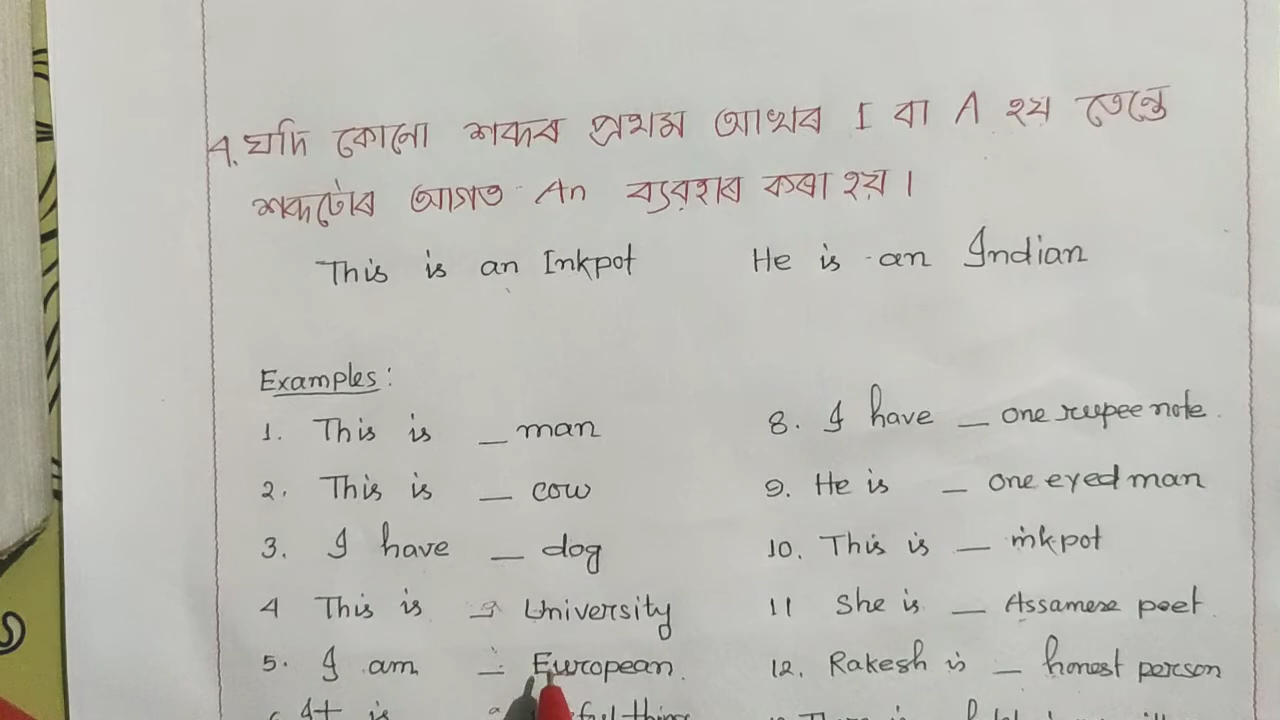 A. যদি কোনো শব্দৰ প্ৰথম আখৰ I বা A হয় তেন্তে
শব্দটোৰ আগত An ব্যৱহাৰ কৰা হয়।
This is an Inkpot He is an Indian
Examples:
1. This is _ man
2. This is _ cow
3. I have _ dog
4 This is _ University
5. I am _ European.
It is
8. I have _ one rupee note.
9. He is _ one eyed man
10. This is _ inkpot
11 She is _ Assamese poet.
12. Rakesh is _ honest person